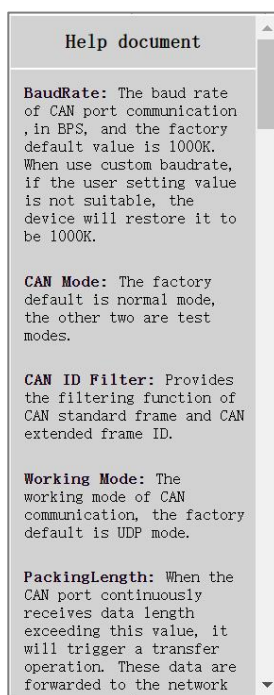 Help document
BaudRate: The baud rate
of CAN port communication
,in BPS, and the factory
default value is 1000K.
When use custom baudrate,
if the user setting value
is not suitable, the
device will restore it to
be 1000K.
CAN Mode: The factory
default is normal mode,
the other two are test
modes.
CAN ID Filter: Provides
the filtering function of
CAN standard frame and CAN
extended frame ID.
Working Mode: The
working mode of CAN
communication, the factory
default is UDP mode.
PackingLength: When the
CAN port continuously
receives data length
exceeding this value, it
will trigger a transfer
operation. These data are
forwarded to the network